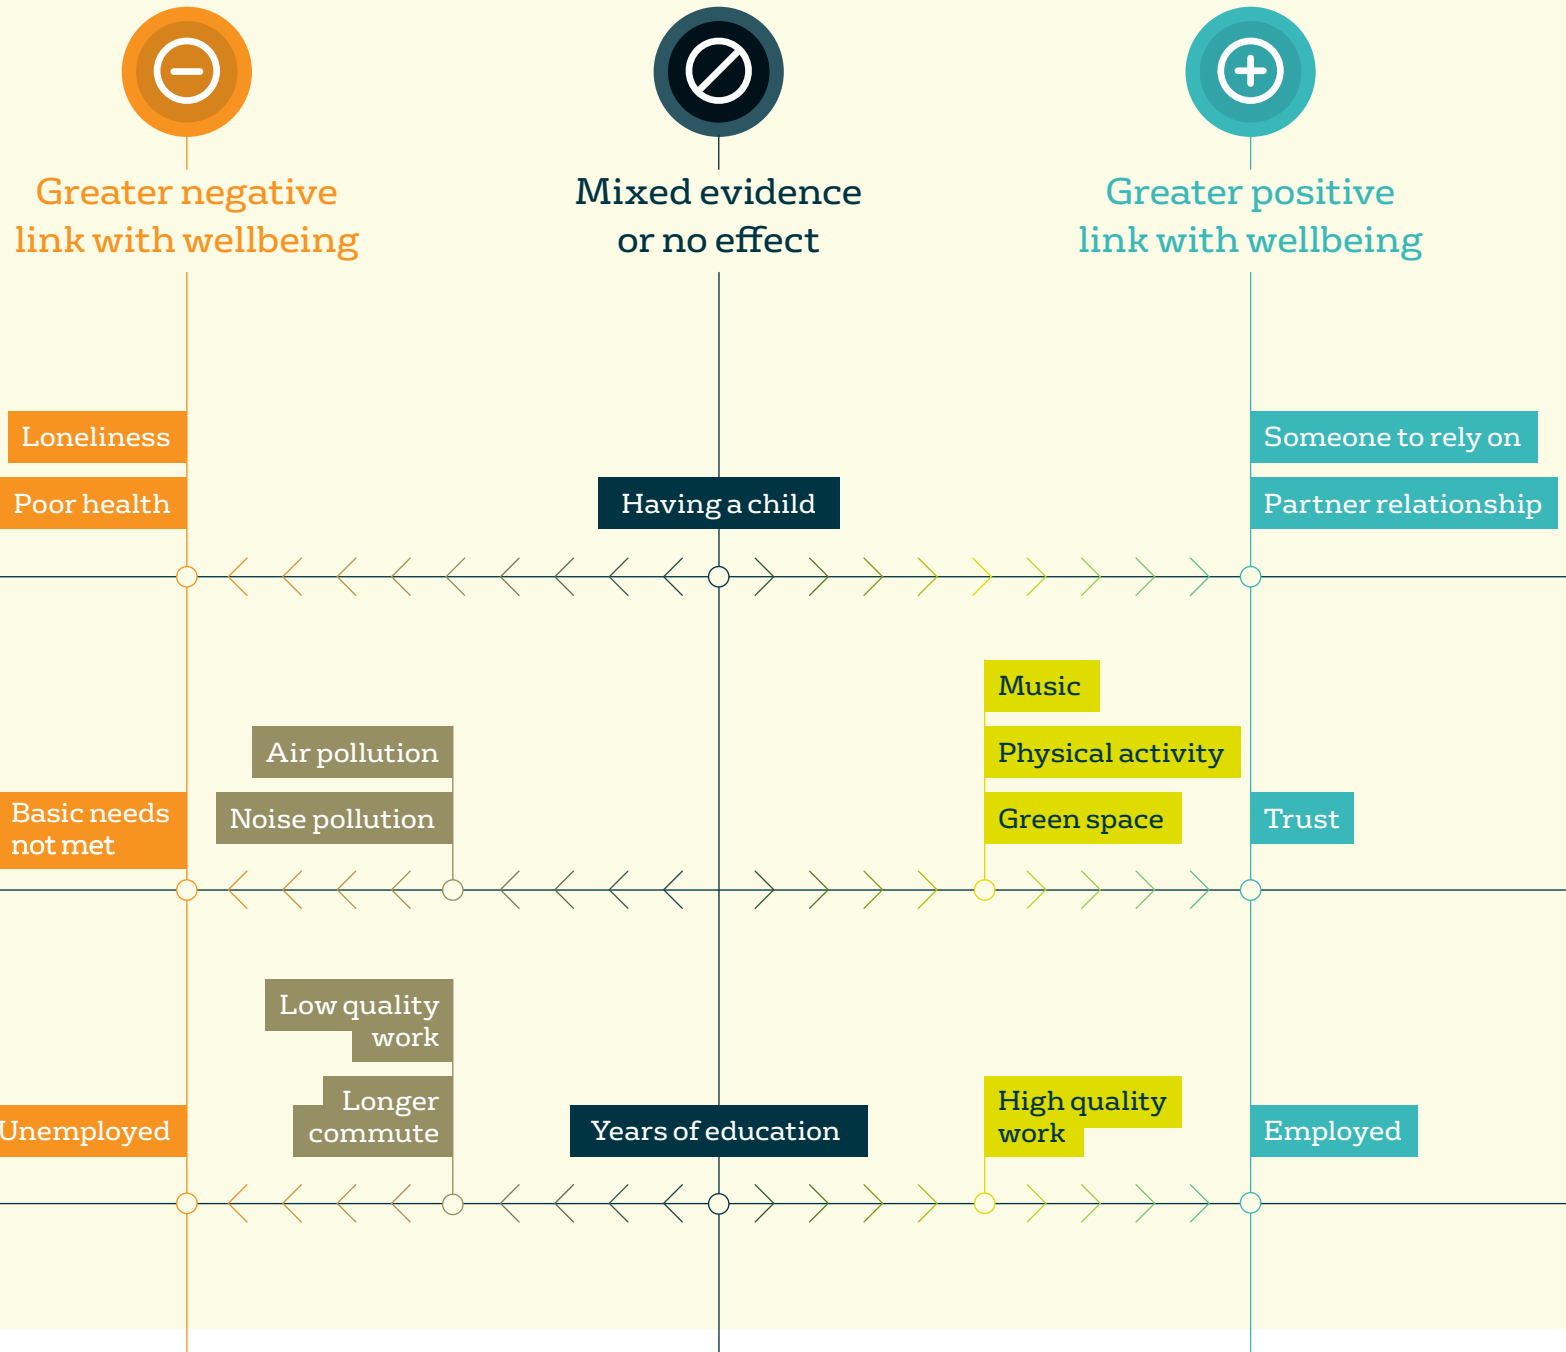 Greater negative
link with wellbeing
Mixed evidence
or no effect
Greater positive
link with wellbeing
Loneliness
Someone to rely on
Poor health
Having a child
Partner relationship
Music
Air pollution
Physical activity
Basic needs
not met
Noise pollution
Green space
Trust
Low quality
work
Longer
commute
High quality
work
Unemployed
Years of education
Employed